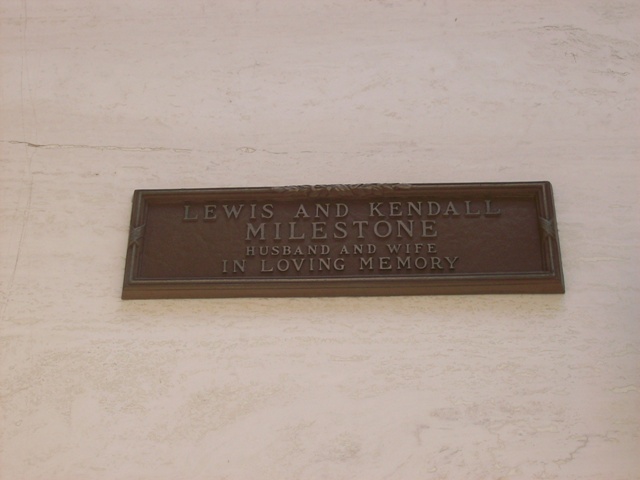 LEWIS AND KENDALL
MILESTONE
HUSBAND AND WIFE
IN LOVING MEMORY